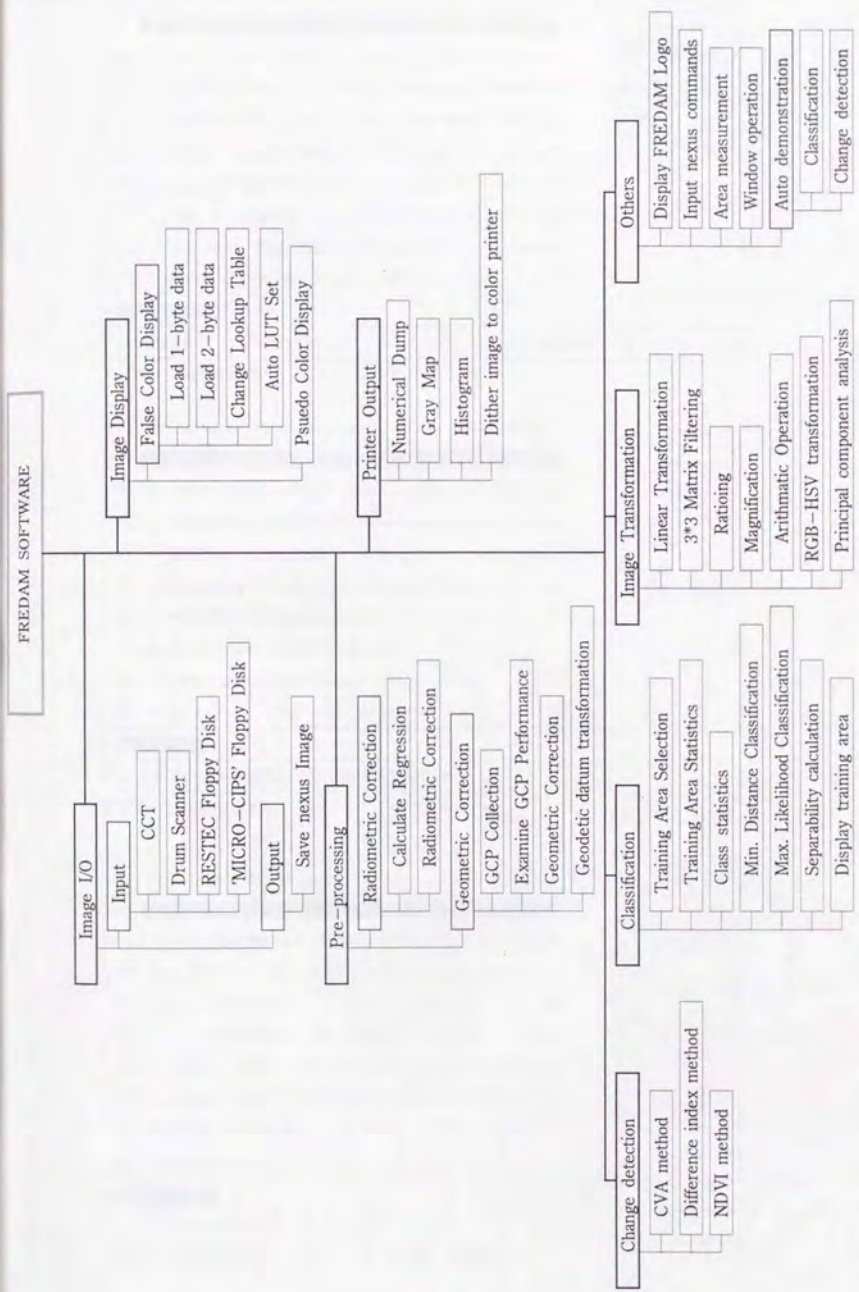 FREDAM SOFTWARE
Image I/O
Input
CCT
Drum Scanner
RESTEC Floppy Disk
'MICRO-CIPS' Floppy Disk
Output
Save nexus Image
Image Display
False Color Display
Load 1-byte data
Load 2-byte data
Change Lookup Table
Auto LUT Set
Psuedo Color Display
Pre-processing
Radiometric Correction
Calculate Regression
Radiometric Correction
Geometric Correction
GCP Collection
Examine GCP Performance
Geometric Correction
Geodetic datum transformation
Printer Output
Numerical Dump
Gray Map
Histogram
Dither image to color printer
Change detection
CVA method
Difference index method
NDVI method
Classification
Training Area Selection
Training Area Statistics
Class statistics
Min. Distance Classification
Max. Likelihood Classification
Separability calculation
Display training area
Image Transformation
Linear Transformation
3*3 Matrix Filtering
Ratioing
Magnification
Arithmatic Operation
RGB-HSV transformation
Principal component analysis
Others
Display FREDAM Logo
Input nexus commands
Area measurement
Window operation
Auto demonstration
Classification
Change detection